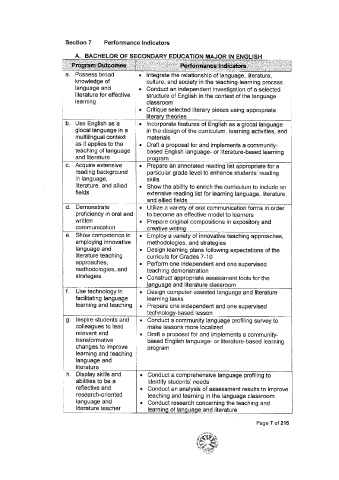 Section 7 Performance Indicators
A. BACHELOR OF SECONDARY EDUCATION MAJOR IN ENGLISH
Program Outcomes Performance Indicators
a. Possess broad
knowledge of
language and
literature for effective
learning
• Integrate the relationship of language, literature,
culture, and society in the teaching-learning process
• Conduct an independent investigation of a selected
structure of English in the context of the language
classroom
• Critique selected literary pieces using appropriate
literary theories
b. Use English as a
glocal language in a
multilingual context
as it applies to the
teaching of language
and literature
• Incorporate features of English as a glocal language
in the design of the curriculum, learning activities, and
materials
• Draft a proposal for and implements a community-
based English language- or literature-based learning
program
c. Acquire extensive
reading background
in language,
literature, and allied
fields
• Prepare an annotated reading list appropriate for a
particular grade level to enhance students' reading
skills
• Show the ability to enrich the curriculum to include an
extensive reading list for learning language, literature,
and allied fields
d. Demonstrate
proficiency in oral and
written
communication
• Utilize a variety of oral communication forms in order
to become an effective model to learners
• Prepare original compositions in expository and
creative writing
e. Show competence in
employing innovative
language and
literature teaching
approaches,
methodologies, and
strategies
• Employ a variety of innovative teaching approaches,
methodologies, and strategies
• Design learning plans following expectations of the
curricula for Grades 7-10
• Perform one independent and one supervised
teaching demonstration
• Construct appropriate assessment tools for the
language and literature classroom
f. Use technology in
facilitating language
learning and teaching
• Design computer-assisted language and literature
learning tasks
• Prepare one independent and one supervised
technology-based lesson
g. Inspire students and
colleagues to lead
relevant and
transformative
changes to improve
learning and teaching
language and
literature
• Conduct a community language profiling survey to
make lessons more localized
• Draft a proposal for and implements a community-
based English language- or literature-based learning
program
h. Display skills and
abilities to be a
reflective and
research-oriented
language and
literature teacher
• Conduct a comprehensive language profiling to
identify students' needs
• Conduct an analysis of assessment results to improve
teaching and learning in the language classroom
• Conduct research concerning the teaching and
learning of language and literature
Page 7 of 215